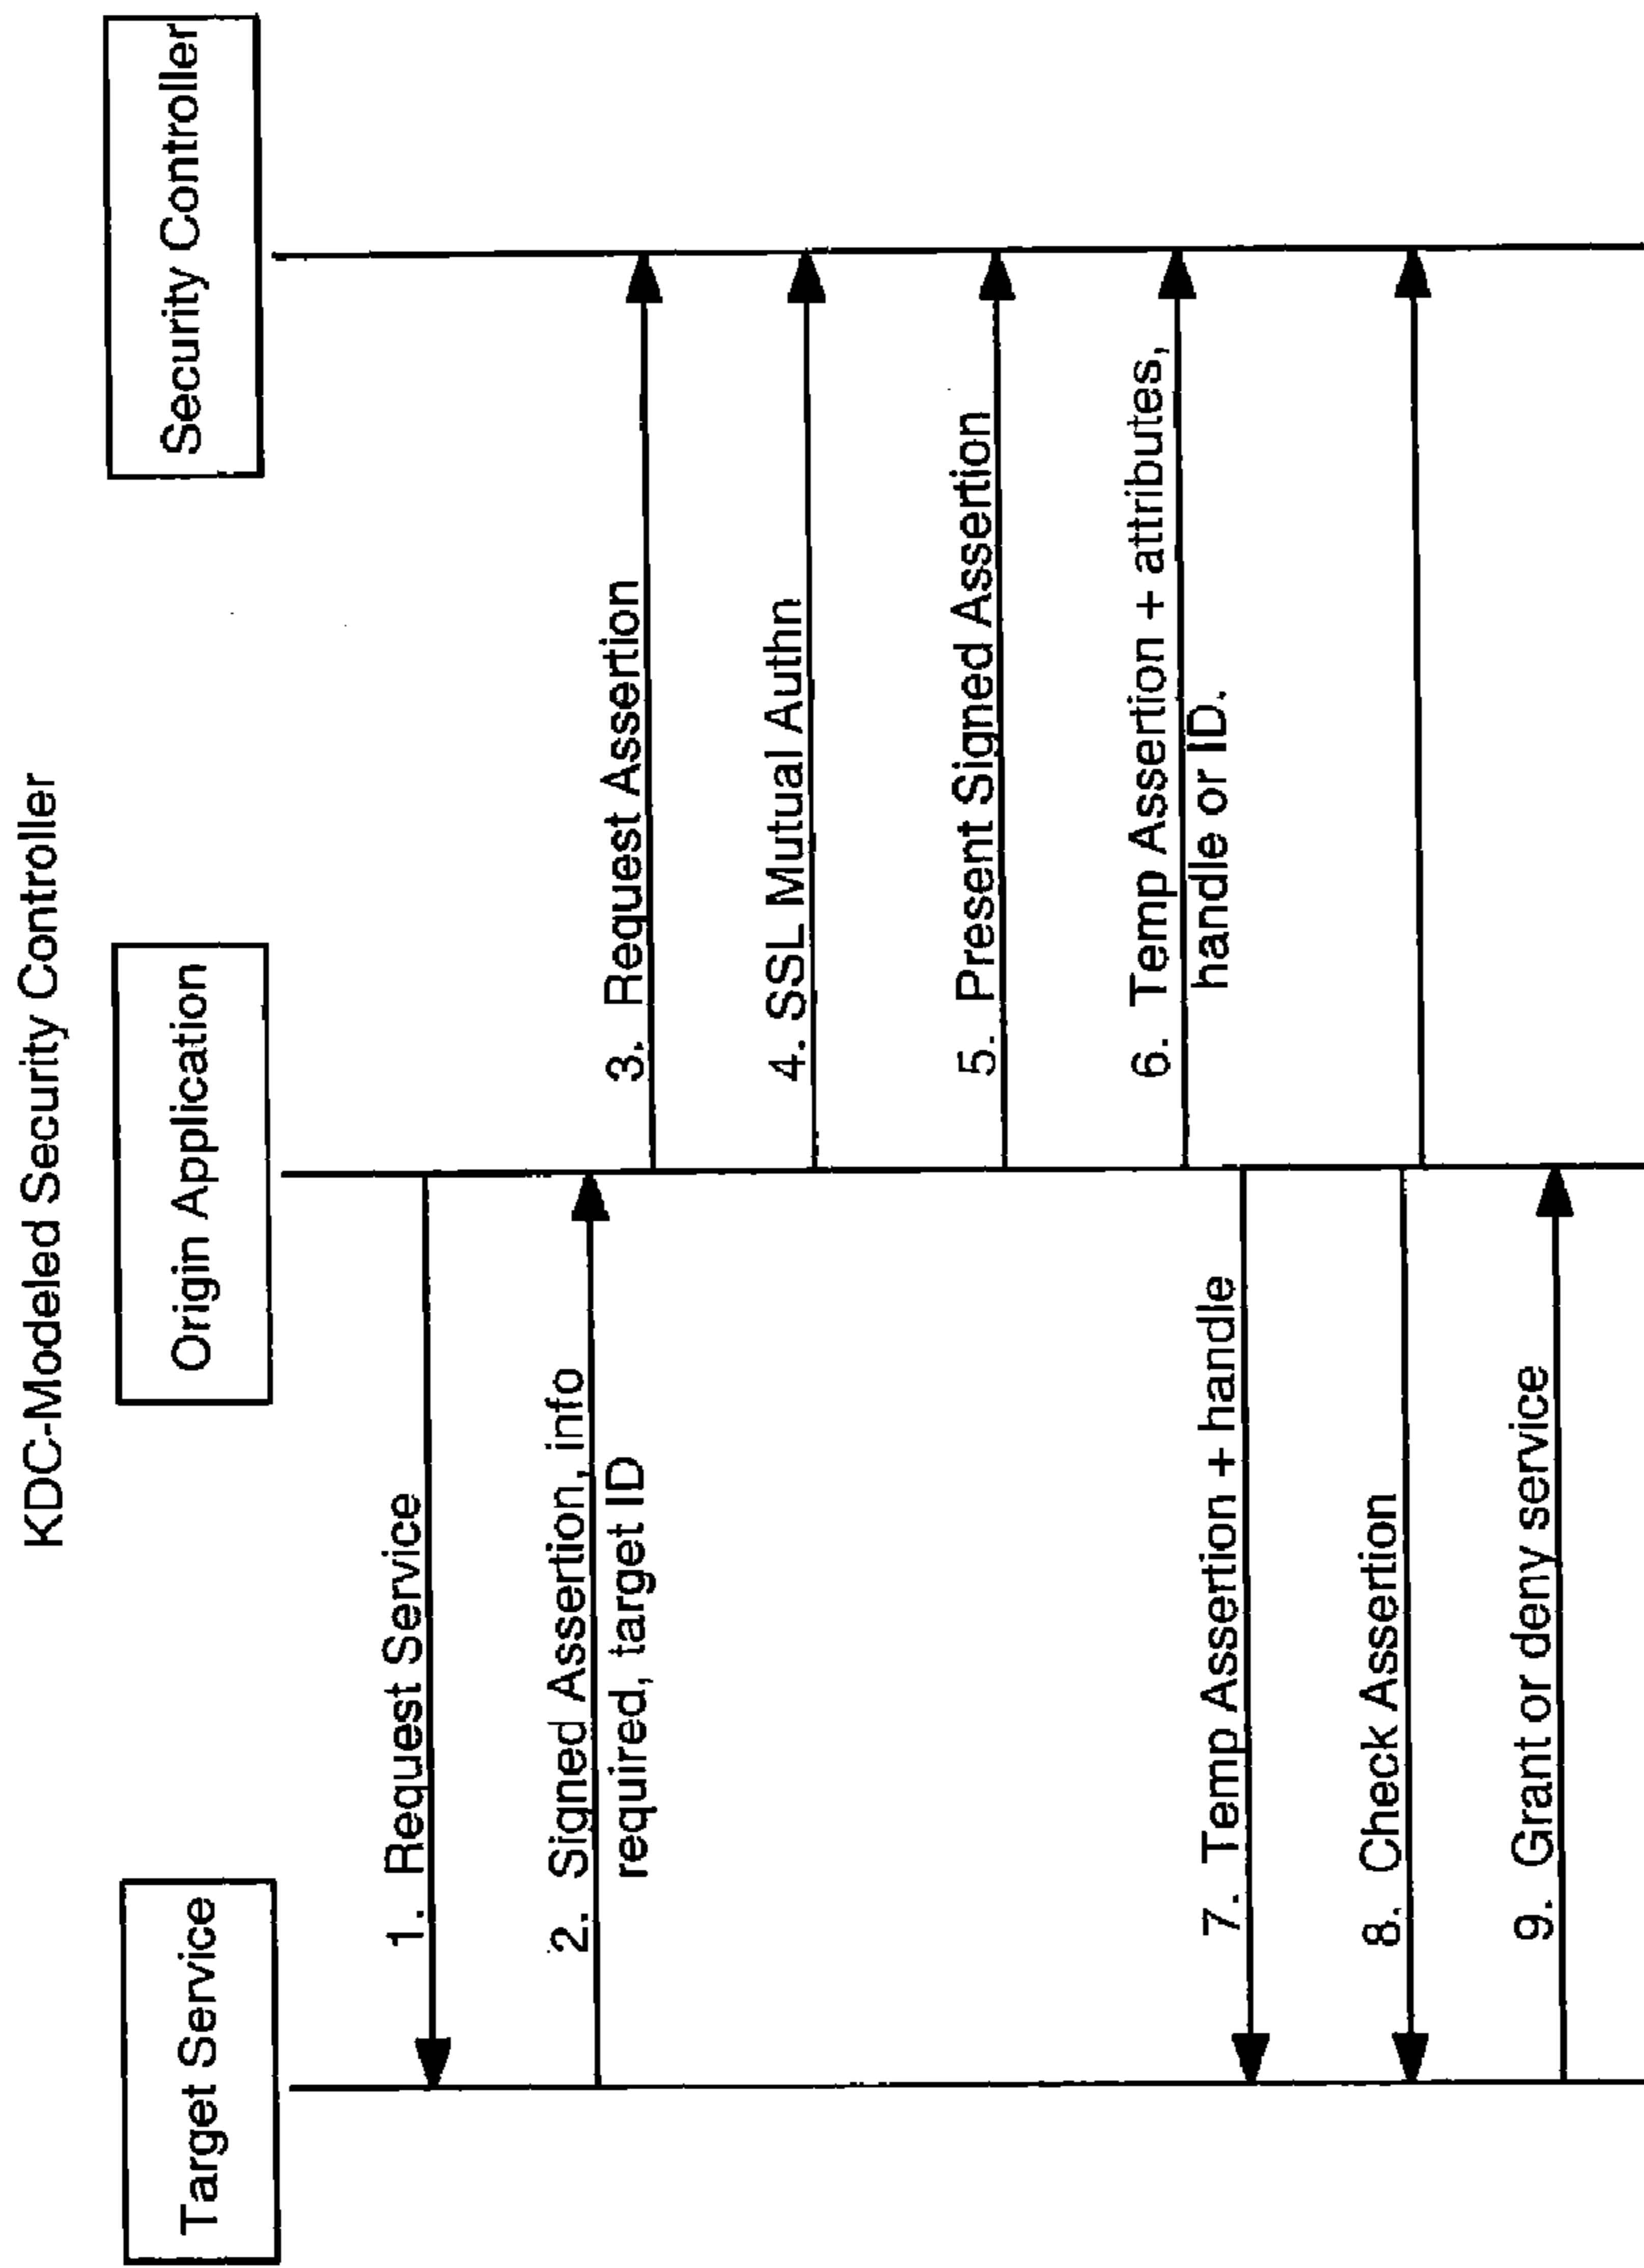 KDC-Modeled Security Controller
Target Service
Origin Application
Security Controller
1. Request Service
2. Signed Assertion, info
required, target ID
3. Request Assertion
4. SSL Mutual Authn
5. Present Signed Assertion
6. Temp Assertion + attributes,
handle or ID.
7. Temp Assertion + handle
8. Check Assertion
9. Grant or deny service